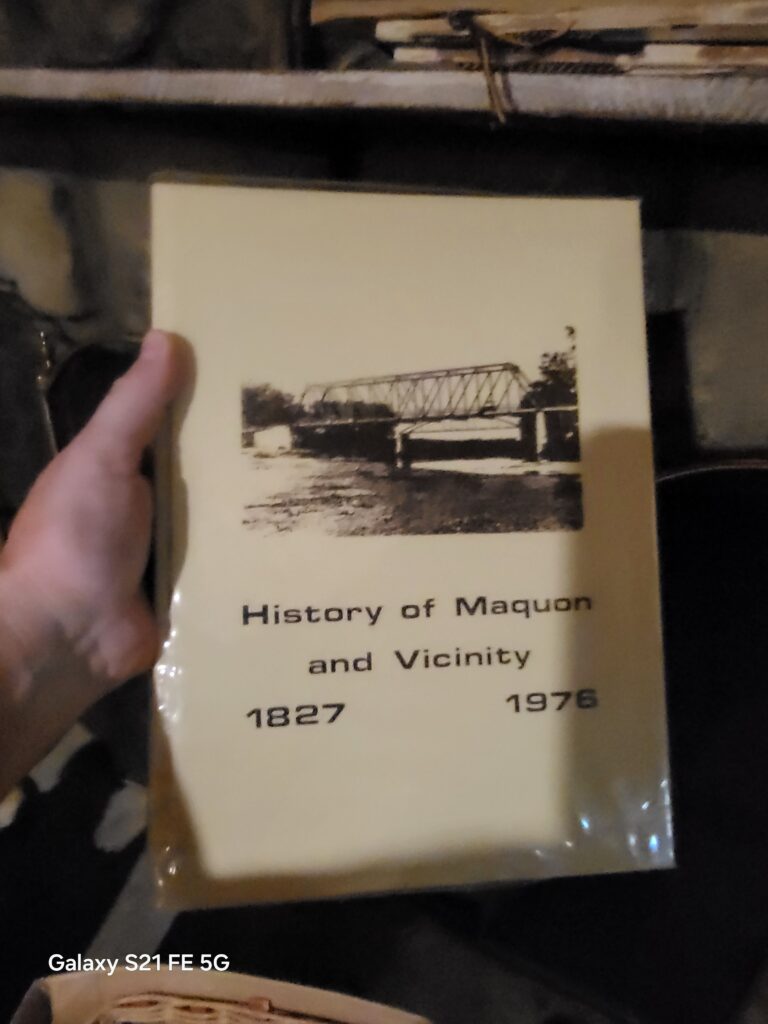 History of Maquon
and Vicinity
1827 1976
Galaxy S21 FE 5G